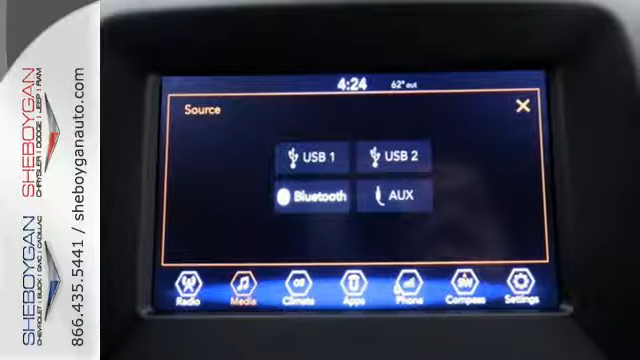 SHEBOYGAN
CHRYSLER | DODGE | JEEP | RAM
SHEBOYGAN
CHEVROLET | BUICK | GMC | CADILLAC
866.435.5441 / sheboyganauto.com
4:24 62° out
Source X
USB 1 USB 2
Bluetooth AUX
SW
Radio Media Climate Apps Phone Compass Settings